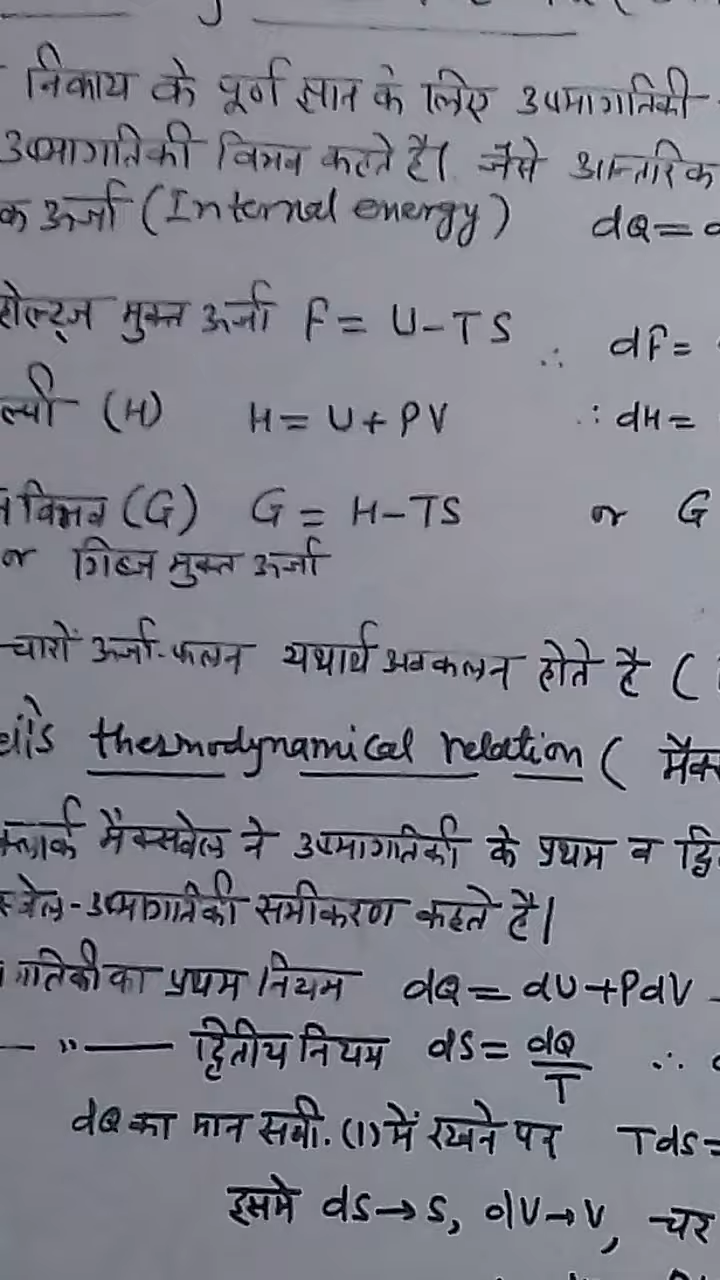 निकाय के पूर्ण ज्ञान के लिए उष्मागतिकी
उष्मागतिकी विभव कहते है। जैसे आन्तरिक
क ऊर्जा (Internal energy) dQ=
होल्ट्ज मुक्त ऊर्जा F = U-TS ∴ dF=
ल्पी (H) H = U + PV ∴ dH =
विभव (G) G = H-TS or G
or गिब्ज मुक्त ऊर्जा
चारों ऊर्जा-फलन यथार्थ अवकलन होते है (
thermodynamical relation ( मैक्स
क्लार्क मैक्सवेल ने उष्मागतिकी के प्रथम व द्वि
स्वेल-उष्मागतिकी समीकरण कहते है।
गतिकी का प्रथम नियम dQ = dU+PdV -
— " — द्वितीय नियम dS = dQ/T ∴
dQ का मान समी. (1) में रखने पर TdS=
इसमे dS→S, dV→V, चर